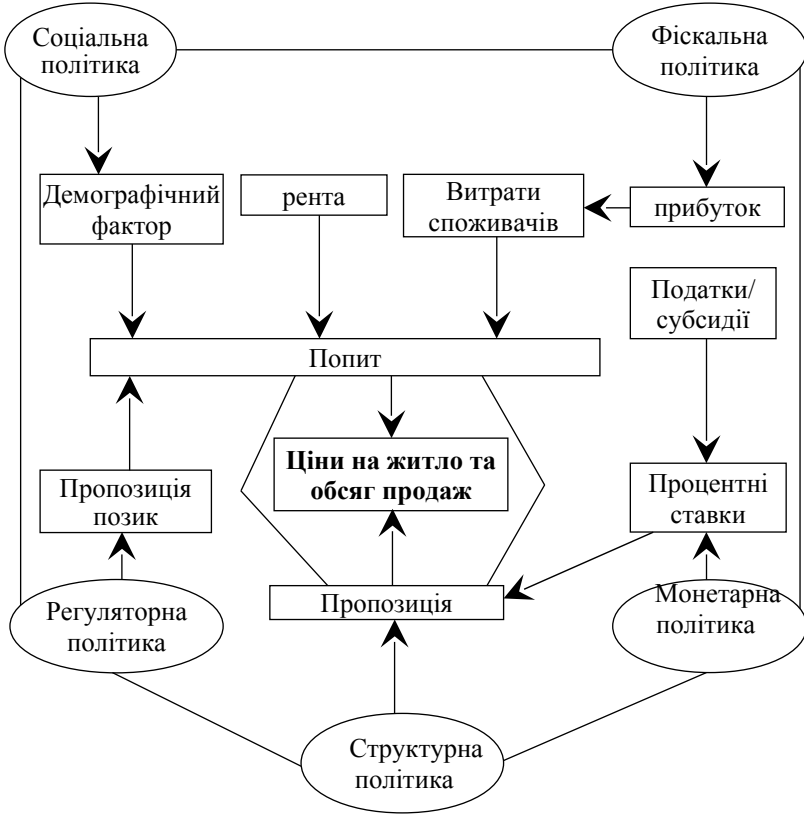 Соціальна
політика
Фіскальна
політика
Демографічний
фактор
рента
Витрати
споживачів
прибуток
Податки/
субсидії
Попит
Ціни на житло та
обсяг продаж
Пропозиція
позик
Процентні
ставки
Пропозиція
Регуляторна
політика
Монетарна
політика
Структурна
політика